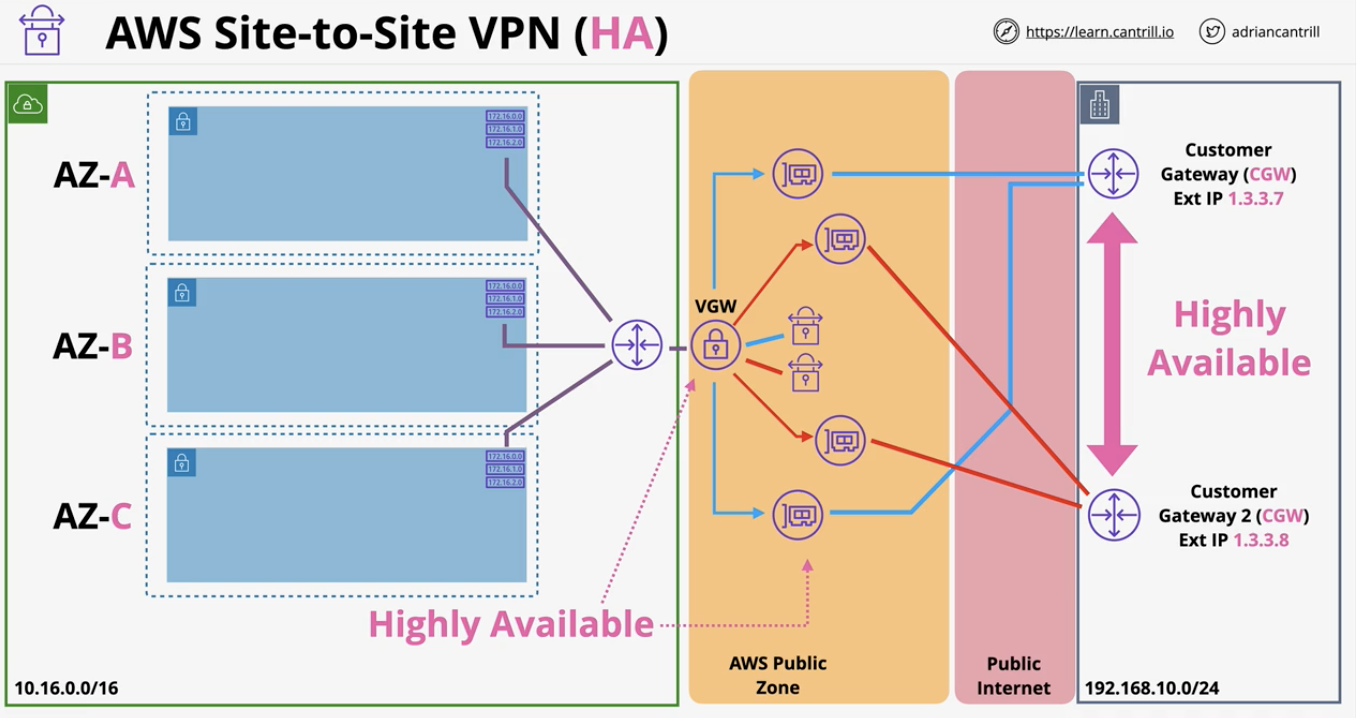 AWS Site-to-Site VPN (HA)
https://learn.cantrill.io
adriancantrill
AZ-A
172.16.0.0
172.16.1.0
172.16.2.0
AZ-B
172.16.0.0
172.16.1.0
172.16.2.0
AZ-C
172.16.0.0
172.16.1.0
172.16.2.0
VGW
Customer
Gateway (CGW)
Ext IP 1.3.3.7
Highly
Available
Customer
Gateway 2 (CGW)
Ext IP 1.3.3.8
Highly Available
AWS Public
Zone
Public
Internet
10.16.0.0/16
192.168.10.0/24